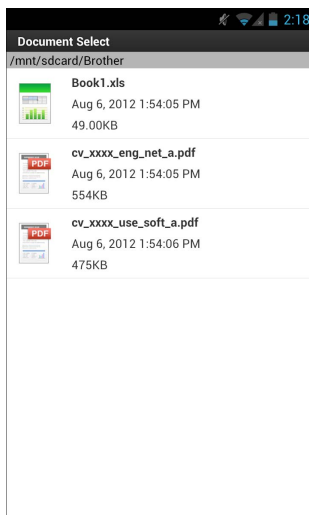 2:18
Document Select
/mnt/sdcard/Brother
Book1.xls
Aug 6, 2012 1:54:05 PM
49.00KB
PDF
cv_xxxx_eng_net_a.pdf
Aug 6, 2012 1:54:05 PM
554KB
PDF
cv_xxxx_use_soft_a.pdf
Aug 6, 2012 1:54:06 PM
475KB